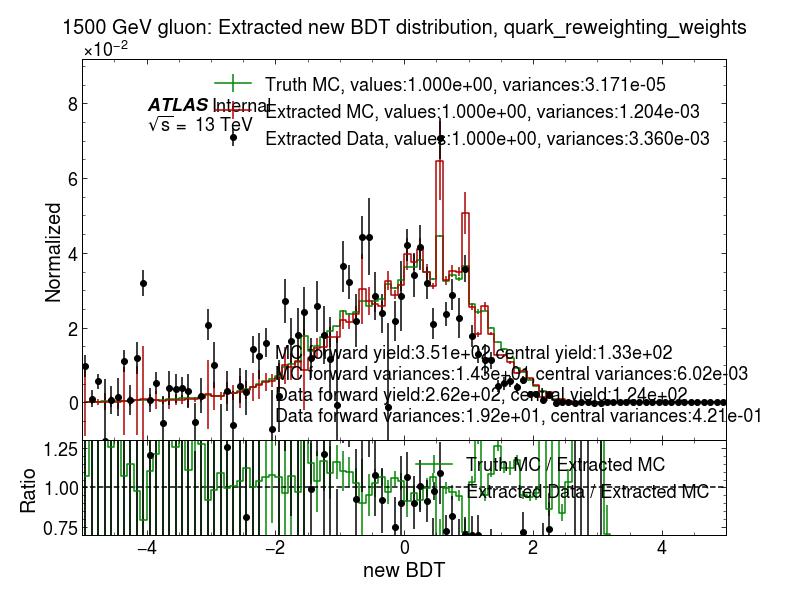 1500 GeV gluon: Extracted new BDT distribution, quark_reweighting_weights
×10⁻²
Truth MC, values:1.000e+00, variances:3.171e-05
ATLAS Internal
Extracted MC, values:1.000e+00, variances:1.204e-03
√s = 13 TeV
Extracted Data, values:1.000e+00, variances:3.360e-03
8
6
4
2
0
Normalized
MC forward yield:3.51e+02, central yield:1.33e+02
MC forward variances:1.43e+00, central variances:6.02e-03
Data forward yield:2.62e+02, central yield:1.24e+02
Data forward variances:1.92e+01, central variances:4.21e-01
1.25
1.00
0.75
Ratio
Truth MC / Extracted MC
Extracted Data / Extracted MC
−4 −2 0 2 4
new BDT